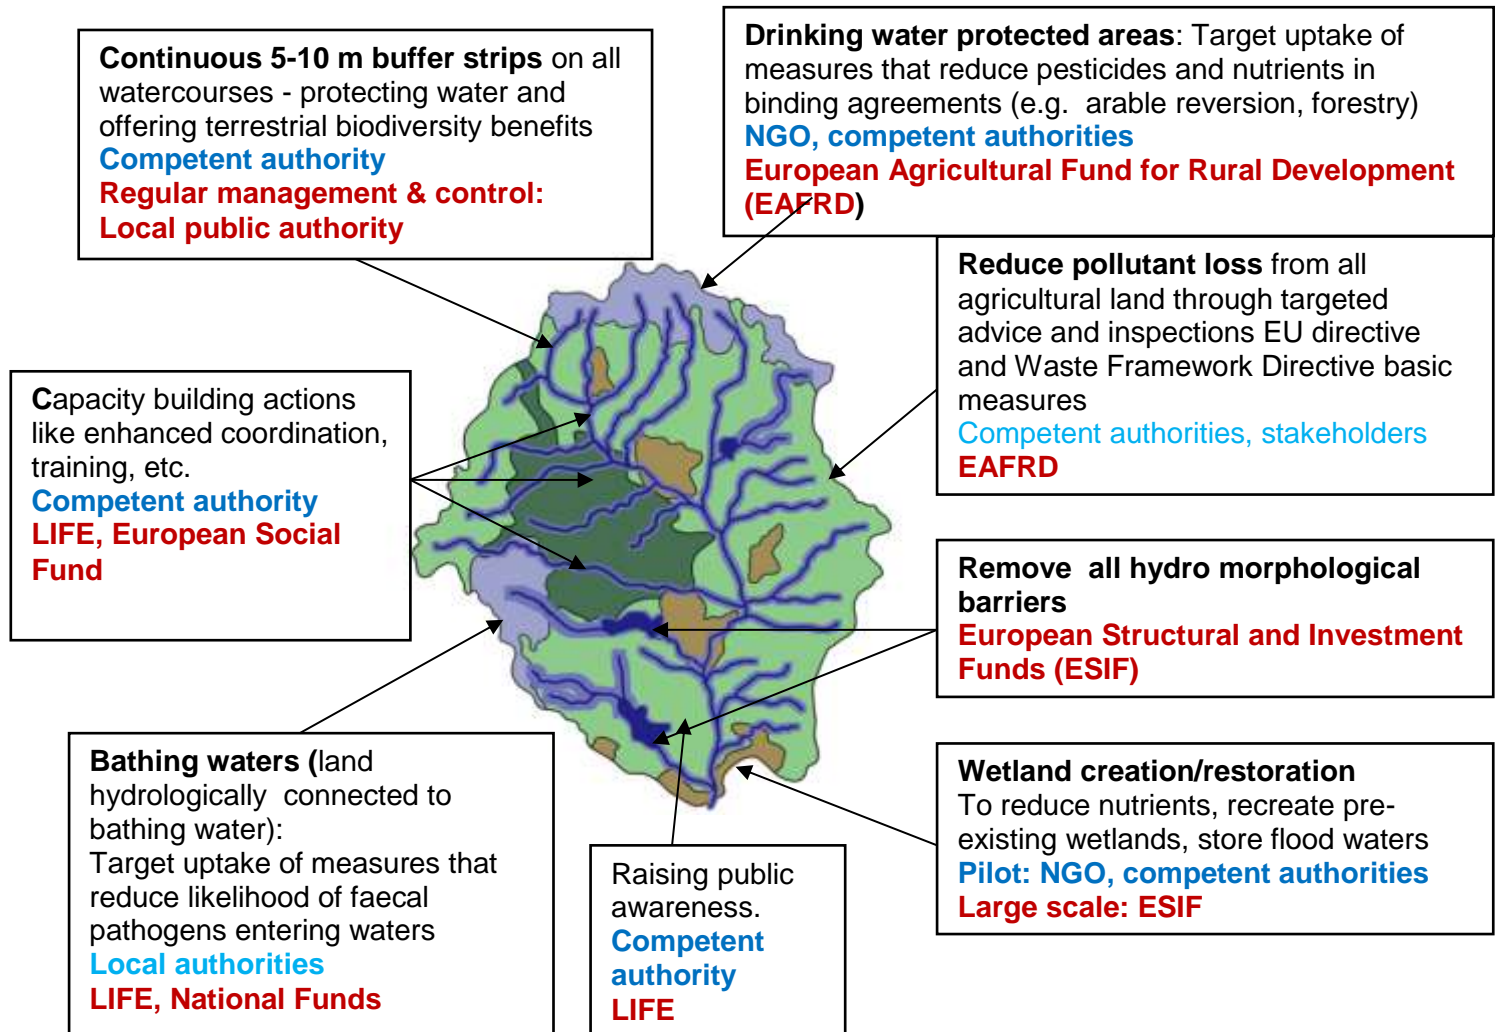 Continuous 5-10 m buffer strips on all
watercourses - protecting water and
offering terrestrial biodiversity benefits
Competent authority
Regular management & control:
Local public authority
Drinking water protected areas: Target uptake of
measures that reduce pesticides and nutrients in
binding agreements (e.g. arable reversion, forestry)
NGO, competent authorities
European Agricultural Fund for Rural Development
(EAFRD)
Reduce pollutant loss from all
agricultural land through targeted
advice and inspections EU directive
and Waste Framework Directive basic
measures
Competent authorities, stakeholders
EAFRD
Capacity building actions
like enhanced coordination,
training, etc.
Competent authority
LIFE, European Social
Fund
Remove all hydro morphological
barriers
European Structural and Investment
Funds (ESIF)
Bathing waters (land
hydrologically connected to
bathing water):
Target uptake of measures that
reduce likelihood of faecal
pathogens entering waters
Local authorities
LIFE, National Funds
Raising public
awareness.
Competent
authority
LIFE
Wetland creation/restoration
To reduce nutrients, recreate pre-
existing wetlands, store flood waters
Pilot: NGO, competent authorities
Large scale: ESIF